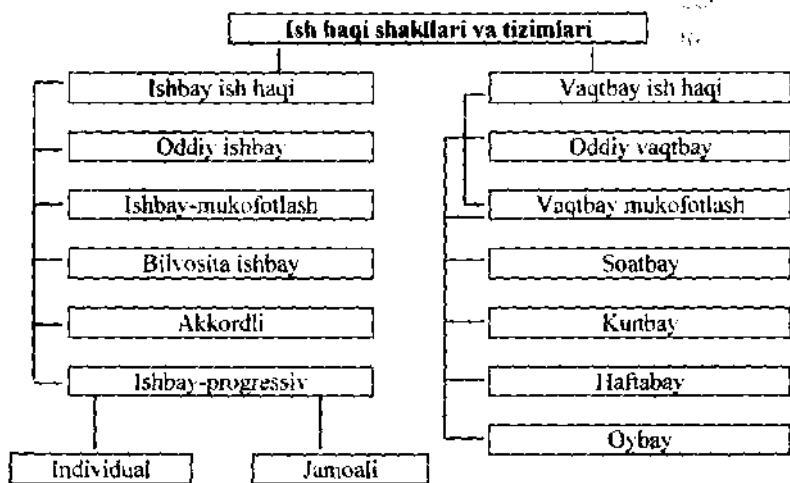 Ish haqi shakllari va tizimlari
Ishbay ish haqi
Oddiy ishbay
Ishbay-mukofotlash
Bilvosita ishbay
Akkordli
Ishbay-progressiv
Individual
Jamoali
Vaqtbay ish haqi
Oddiy vaqtbay
Vaqtbay mukofotlash
Soatbay
Kunbay
Haftabay
Oybay